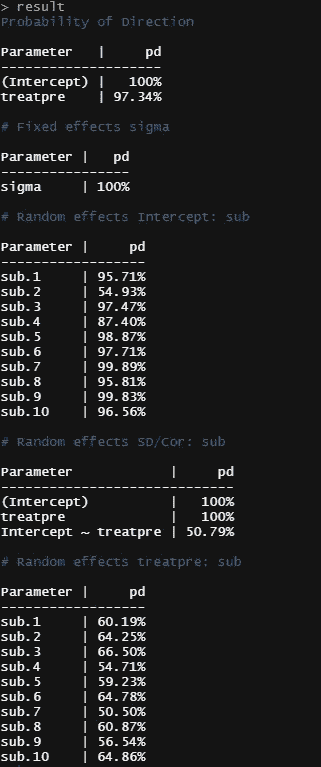 > result
Probability of Direction
Parameter   |     pd
--------------------
(Intercept) |   100%
treatpre    | 97.34%
# Fixed effects sigma
Parameter |   pd
----------------
sigma     | 100%
# Random effects Intercept: sub
Parameter |     pd
------------------
sub.1     | 95.71%
sub.2     | 54.93%
sub.3     | 97.47%
sub.4     | 87.40%
sub.5     | 98.87%
sub.6     | 97.71%
sub.7     | 99.89%
sub.8     | 95.81%
sub.9     | 99.83%
sub.10    | 96.56%
# Random effects SD/Cor: sub
Parameter            |     pd
-----------------------------
(Intercept)          |   100%
treatpre             |   100%
Intercept ~ treatpre | 50.79%
# Random effects treatpre: sub
Parameter |     pd
------------------
sub.1     | 60.19%
sub.2     | 64.25%
sub.3     | 66.50%
sub.4     | 54.71%
sub.5     | 59.23%
sub.6     | 64.78%
sub.7     | 50.50%
sub.8     | 60.87%
sub.9     | 56.54%
sub.10    | 64.86%